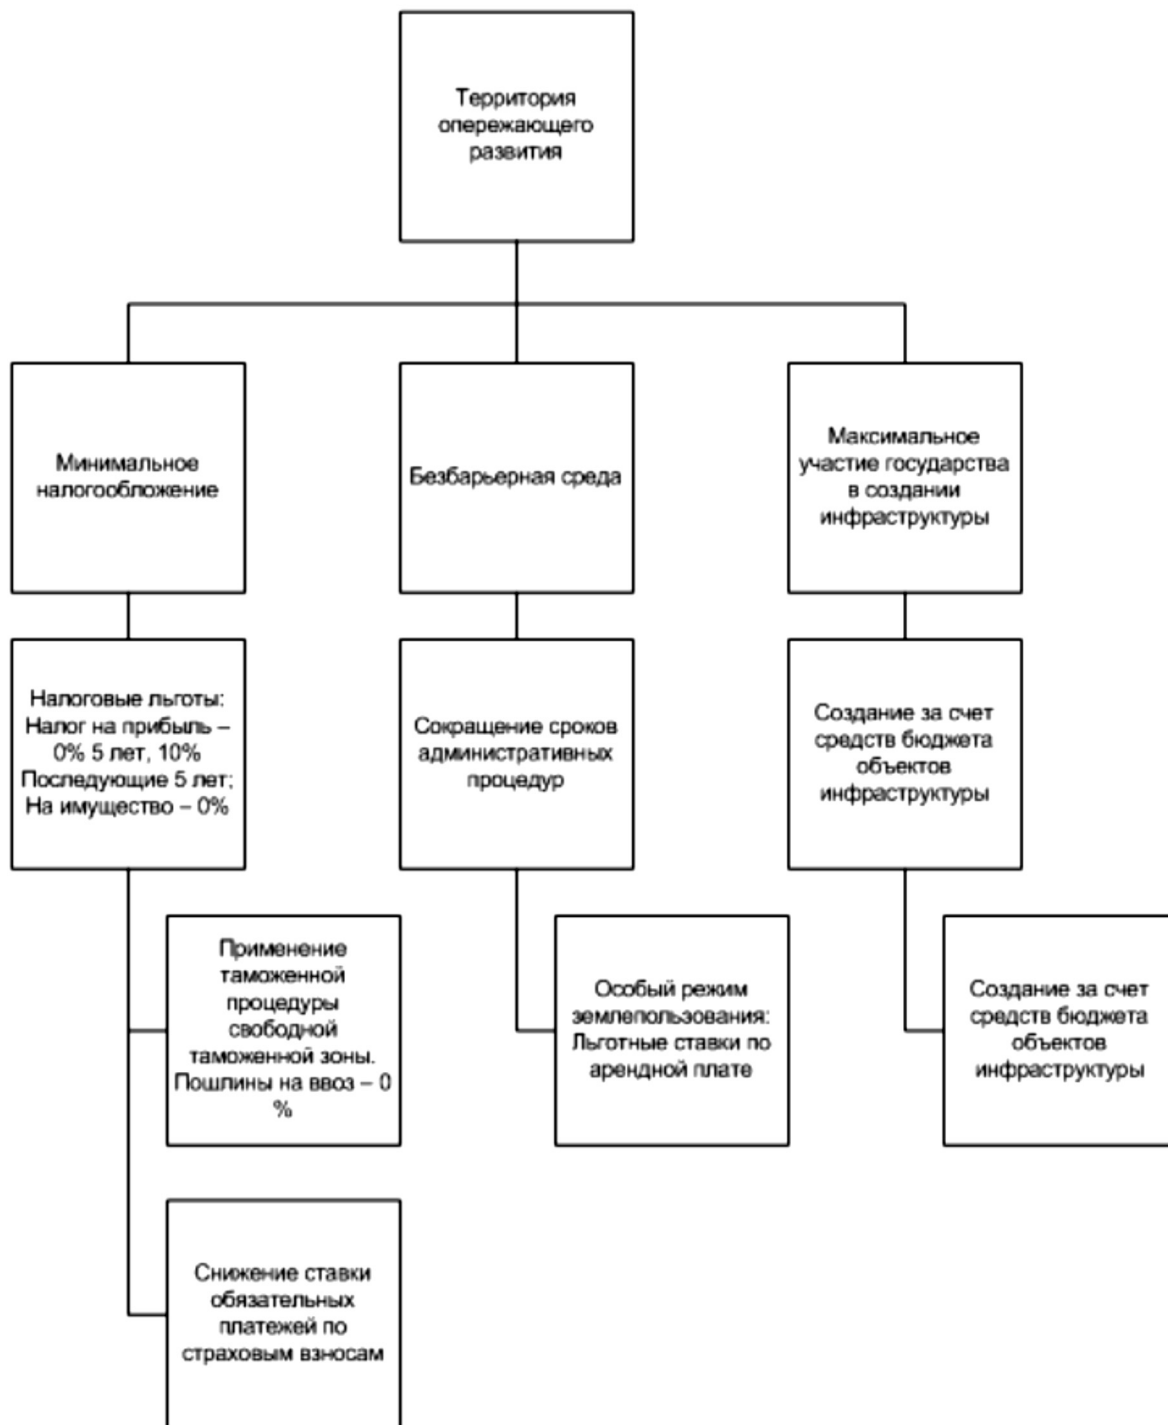 Территория
опережающего
развития
Минимальное
налогообложение
Безбарьерная среда
Максимальное
участие государства
в создании
инфраструктуры
Налоговые льготы:
Налог на прибыль –
0% 5 лет, 10%
Последующие 5 лет;
На имущество – 0%
Сокращение сроков
административных
процедур
Создание за счет
средств бюджета
объектов
инфраструктуры
Применение
таможенной
процедуры
свободной
таможенной зоны.
Пошлины на ввоз – 0
%
Особый режим
землепользования:
Льготные ставки по
арендной плате
Создание за счет
средств бюджета
объектов
инфраструктуры
Снижение ставки
обязательных
платежей по
страховым взносам